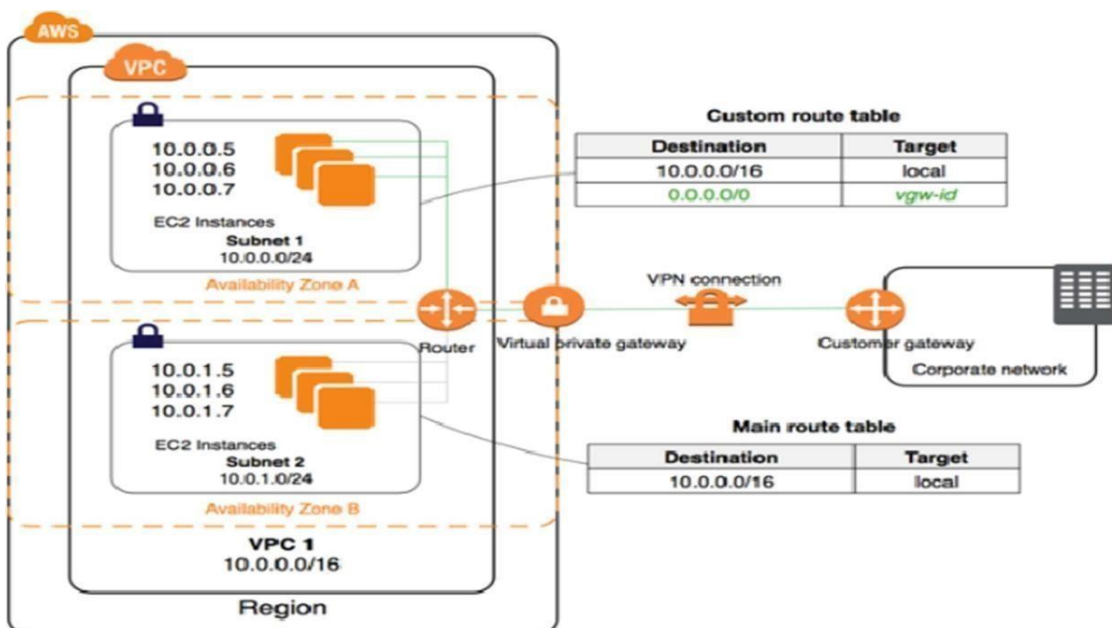 AWS
VPC
10.0.0.5
10.0.0.6
10.0.0.7
EC2 Instances
Subnet 1
10.0.0.0/24
Availability Zone A
10.0.1.5
10.0.1.6
10.0.1.7
EC2 Instances
Subnet 2
10.0.1.0/24
Availability Zone B
VPC 1
10.0.0.0/16
Region
Router
Virtual private gateway
VPN connection
Customer gateway
Corporate network
Custom route table
Destination Target
10.0.0.0/16 local
0.0.0.0/0 vgw-id
Main route table
Destination Target
10.0.0.0/16 local